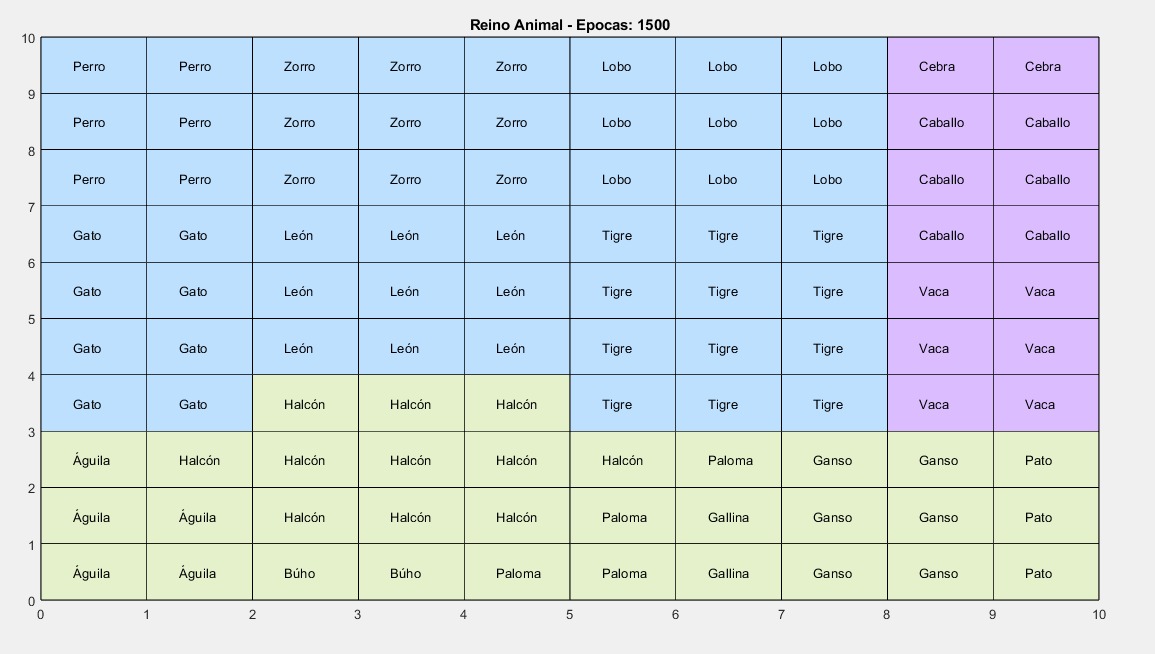 Reino Animal - Epocas: 1500
10
Perro Perro Zorro Zorro Zorro Lobo Lobo Lobo Cebra Cebra
9
Perro Perro Zorro Zorro Zorro Lobo Lobo Lobo Caballo Caballo
8
Perro Perro Zorro Zorro Zorro Lobo Lobo Lobo Caballo Caballo
7
Gato Gato León León León Tigre Tigre Tigre Caballo Caballo
6
Gato Gato León León León Tigre Tigre Tigre Vaca Vaca
5
Gato Gato León León León Tigre Tigre Tigre Vaca Vaca
4
Gato Gato Halcón Halcón Halcón Tigre Tigre Tigre Vaca Vaca
3
Águila Halcón Halcón Halcón Halcón Halcón Paloma Ganso Ganso Pato
2
Águila Águila Halcón Halcón Halcón Paloma Gallina Ganso Ganso Pato
1
Águila Águila Búho Búho Paloma Paloma Gallina Ganso Ganso Pato
0
0 1 2 3 4 5 6 7 8 9 10